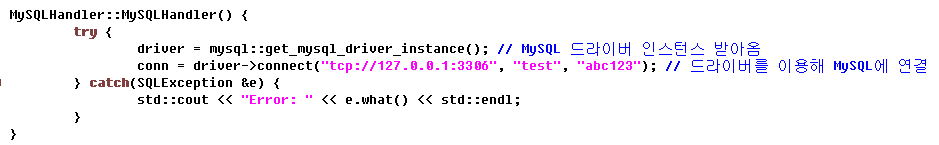 MySQLHandler::MySQLHandler() {
try {
driver = mysql::get_mysql_driver_instance(); // MySQL 드라이버 인스턴스 받아옴
conn = driver->connect("tcp://127.0.0.1:3306", "test", "abc123"); // 드라이버를 이용해 MySQL에 연결
} catch(SQLException &e) {
std::cout << "Error: " << e.what() << std::endl;
}
}